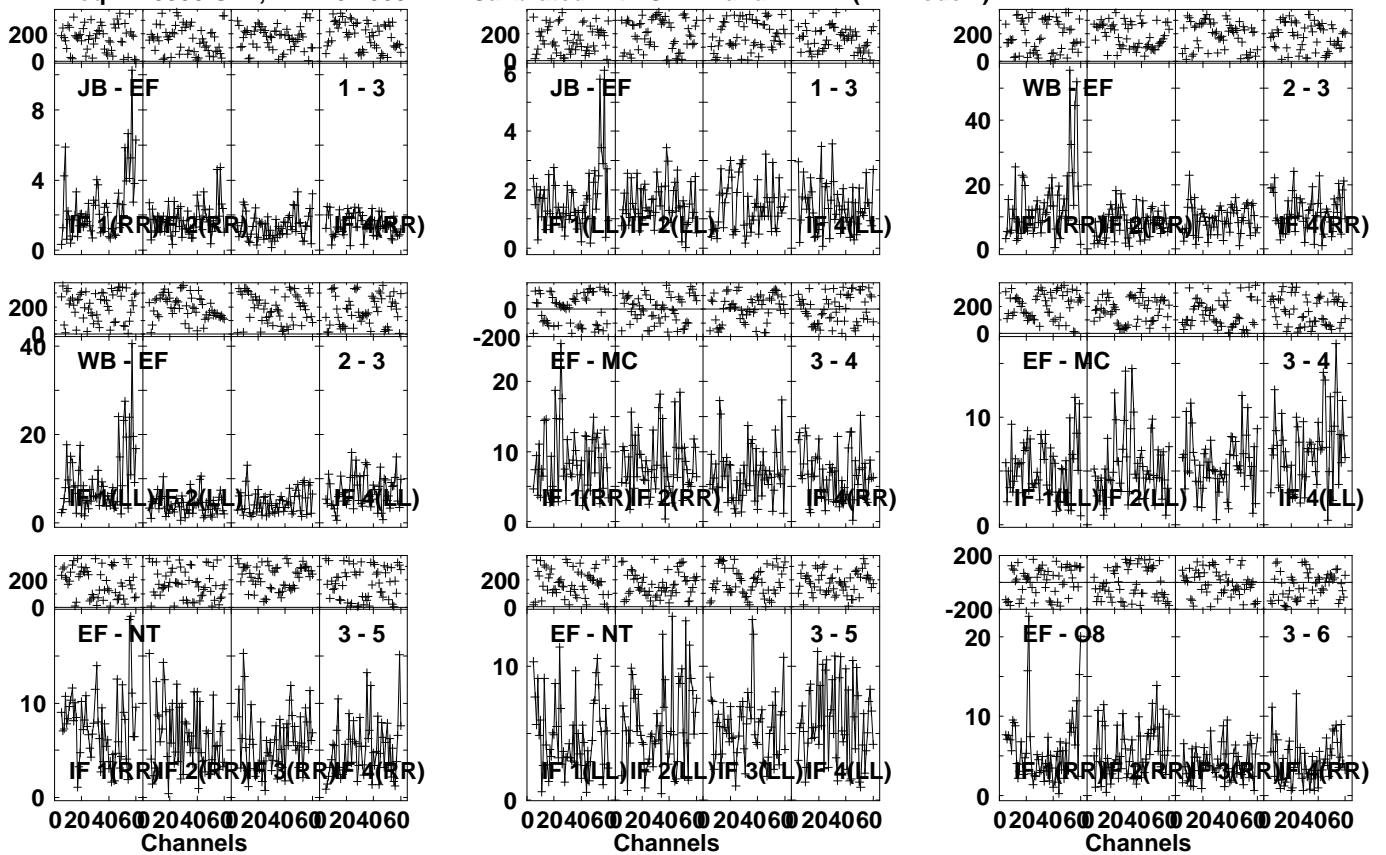 200
0
JB - EF 1 - 3
8
4
0
IF 1(RR) IF 2(RR) IF 4(RR)
200
0
JB - EF 1 - 3
6
4
2
0
IF 1(LL) IF 2(LL) IF 4(LL)
200
0
WB - EF 2 - 3
40
20
0
IF 1(RR) IF 2(RR) IF 4(RR)
200
0
WB - EF 2 - 3
40
20
0
IF 1(LL) IF 2(LL) IF 4(LL)
0
-200
EF - MC 3 - 4
20
10
0
IF 1(RR) IF 2(RR) IF 4(RR)
200
0
EF - MC 3 - 4
10
0
IF 1(LL) IF 2(LL) IF 4(LL)
200
0
EF - NT 3 - 5
10
0
IF 1(RR) IF 2(RR) IF 3(RR) IF 4(RR)
0 20 40 60 0 20 40 60 0 20 40 60 0 20 40 60
Channels
200
0
EF - NT 3 - 5
10
0
IF 1(LL) IF 2(LL) IF 3(LL) IF 4(LL)
0 20 40 60 0 20 40 60 0 20 40 60 0 20 40 60
Channels
200
-200
EF - O8 3 - 6
20
10
0
IF 1(RR) IF 2(RR) IF 3(RR) IF 4(RR)
0 20 40 60 0 20 40 60 0 20 40 60 0 20 40 60
Channels